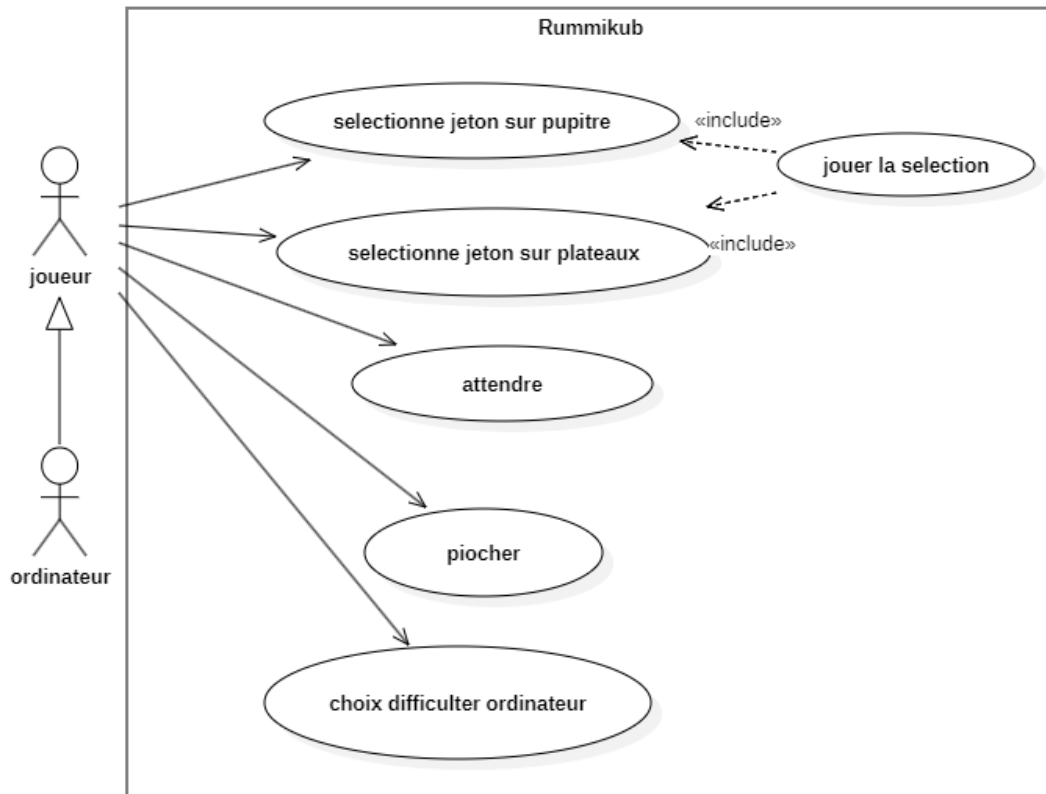 Rummikub
selectionne jeton sur pupitre
«include»
jouer la selection
selectionne jeton sur plateaux
«include»
joueur
attendre
piocher
ordinateur
choix difficulter ordinateur